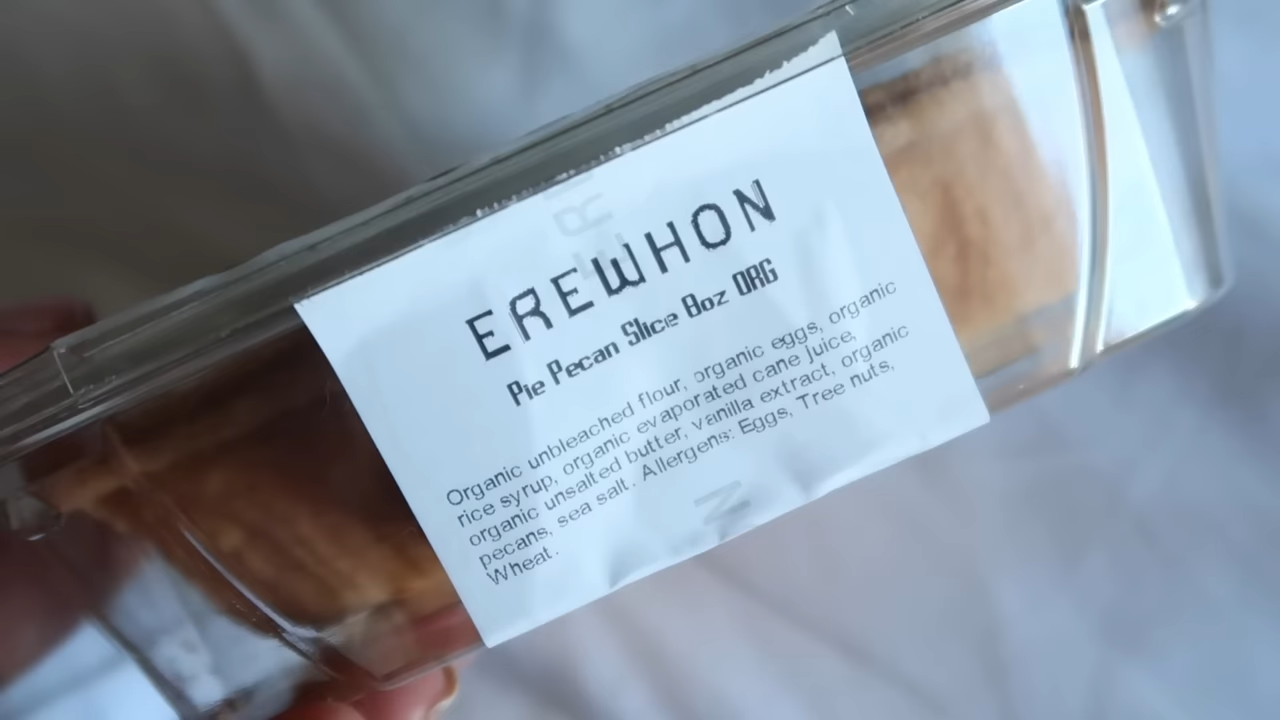 EREWHON
Pie Pecan Slice 8oz ORG
Organic unbleached flour, organic eggs, organic
rice syrup, organic evaporated cane juice,
organic unsalted butter, vanilla extract, organic
pecans, sea salt. Allergens: Eggs, Tree nuts,
Wheat.